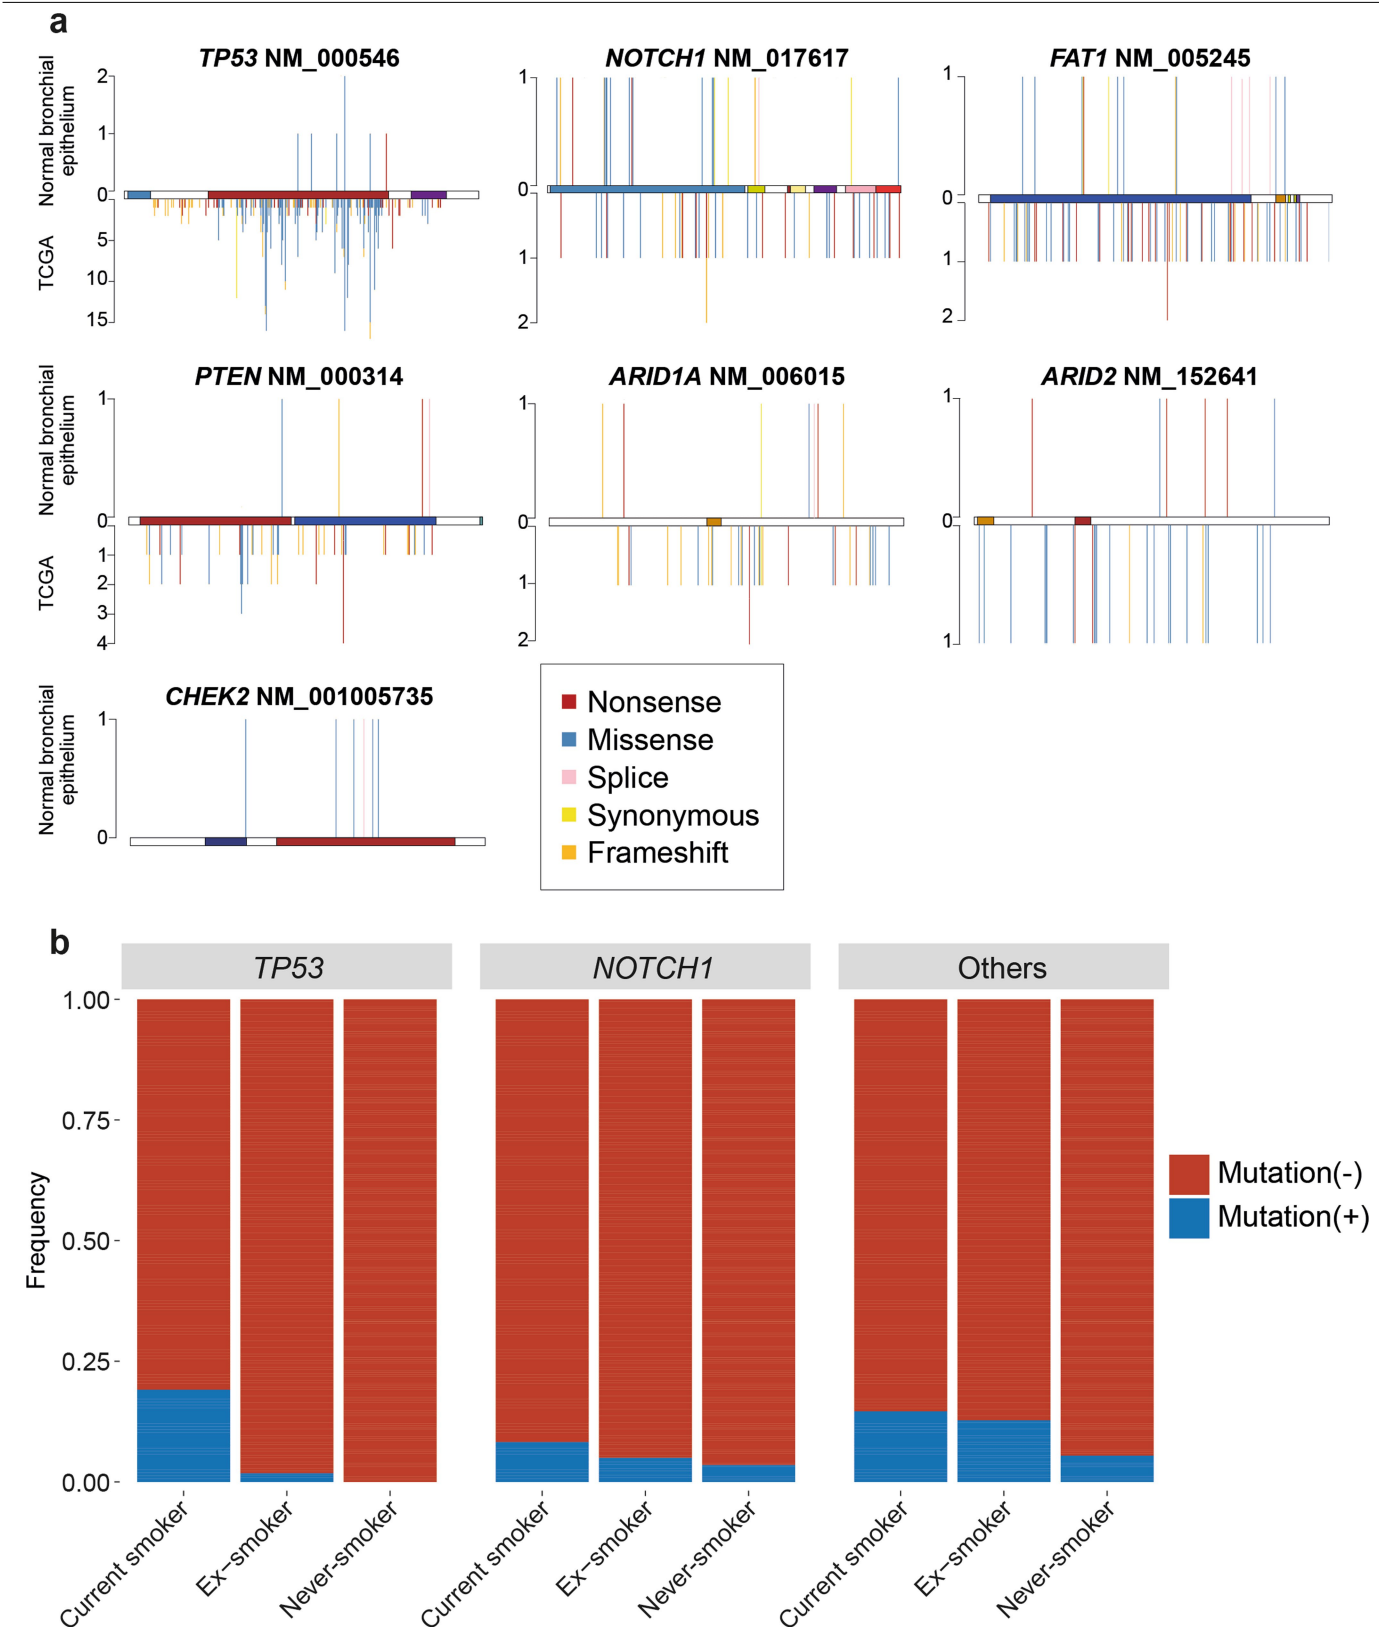 a
TP53 NM_000546
NOTCH1 NM_017617
FAT1 NM_005245
Normal bronchial
epithelium
TCGA
2
1
0
5
10
15
1
0
1
2
1
0
1
2
PTEN NM_000314
ARID1A NM_006015
ARID2 NM_152641
Normal bronchial
epithelium
TCGA
1
0
1
2
3
4
1
0
1
2
1
0
1
CHEK2 NM_001005735
Normal bronchial
epithelium
1
0
Nonsense
Missense
Splice
Synonymous
Frameshift
b
TP53
NOTCH1
Others
Frequency
1.00
0.75
0.50
0.25
0.00
Mutation(-)
Mutation(+)
Current smoker
Ex−smoker
Never-smoker
Current smoker
Ex−smoker
Never-smoker
Current smoker
Ex−smoker
Never-smoker